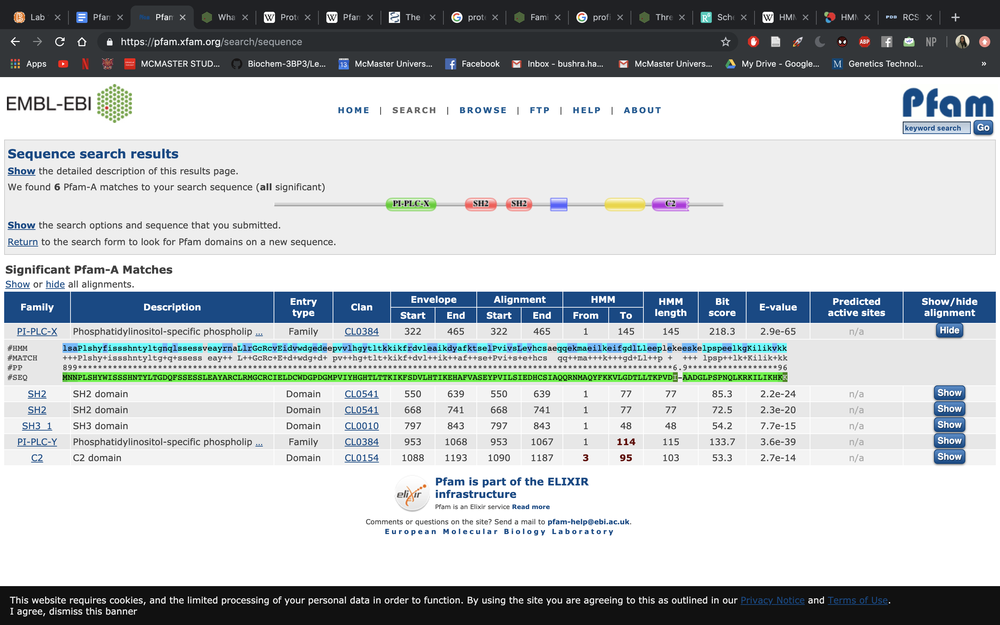 Lab
Pfam
Pfam
Wha
Prote
Pfam
The
prote
Fami
profi
Thre
Sche
HMM
HMM
PDB RCS
https://pfam.xfam.org/search/sequence
ABP
NP
Apps
MCMASTER STUD...
Biochem-3BP3/Le...
13 McMaster Univers...
Facebook
Inbox - bushra.ha...
McMaster Univers...
My Drive - Google...
M Genetics Technol...
»
EMBL-EBI
HOME | SEARCH | BROWSE | FTP | HELP | ABOUT
Pfam
keyword search Go
Sequence search results
Show the detailed description of this results page.
We found 6 Pfam-A matches to your search sequence (all significant)
PI-PLC-X SH2 SH2 C2
Show the search options and sequence that you submitted.
Return to the search form to look for Pfam domains on a new sequence.
Significant Pfam-A Matches
Show or hide all alignments.
Family Description Entry type Clan Envelope Alignment HMM HMM length Bit score E-value Predicted active sites Show/hide alignment
Start End Start End From To
PI-PLC-X Phosphatidylinositol-specific phospholip ... Family CL0384 322 465 322 465 1 145 145 218.3 2.9e-65 n/a Hide
#HMM lsaPlshyfissshntyltgnqlssessveayrnaLlrGcRcvEidvwdgedeepvvlhgytltkkikfrdvleaikdyafktselPvivsLevhcsaeqqekmaeilkeifgdlLleeplekeeskelpspeelkgKilikvkk
#MATCH +++Plshy+issshntyltg+q+ssess eay++ L++GcRc+E+d+wdg+d+ pv++hg+tlt+kikf+dvl++ik++af++se+Pvi+s+e+hcs qq++ma+++k+++gd+Ll++p + +++ lpsp++lk+Kilik+kk
#PP 899************************************************************************************************************************6.9******************96
#SEQ MNNPLSHYWISSSHNTYLTGDQFSSESSLEAYARCLRMGCRCIELDCWDGPDGMPVIYHGHTLTTKIKFSDVLHTIKEHAFVASEYPVILSIEDHCSIAQQRNMAQYFKKVLGDTLLTKPVDI-AADGLPSPNQLKRKILIKHKK
SH2 SH2 domain Domain CL0541 550 639 550 639 1 77 77 85.3 2.2e-24 n/a Show
SH2 SH2 domain Domain CL0541 668 741 668 741 1 77 77 72.5 2.3e-20 n/a Show
SH3_1 SH3 domain Domain CL0010 797 843 797 843 1 48 48 54.2 7.7e-15 n/a Show
PI-PLC-Y Phosphatidylinositol-specific phospholip ... Family CL0384 953 1068 953 1067 1 114 115 133.7 3.6e-39 n/a Show
C2 C2 domain Domain CL0154 1088 1193 1090 1187 3 95 103 53.3 2.7e-14 n/a Show
elixir
Pfam is part of the ELIXIR
infrastructure
Pfam is an Elixir service Read more
Comments or questions on the site? Send a mail to pfam-help@ebi.ac.uk.
European Molecular Biology Laboratory
This website requires cookies, and the limited processing of your personal data in order to function. By using the site you are agreeing to this as outlined in our Privacy Notice and Terms of Use.
I agree, dismiss this banner